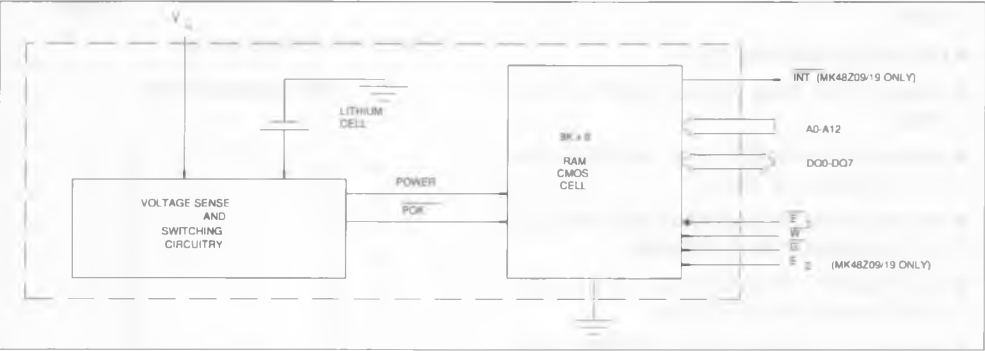 V
INT (MK48Z09/19 ONLY)
LITHIUM
CELL
8K x 8
RAM
CMOS
CELL
A0-A12
DQ0-DQ7
POWER
POK
VOLTAGE SENSE
AND
SWITCHING
CIRCUITRY
E
W
G
E 2 (MK48Z09/19 ONLY)